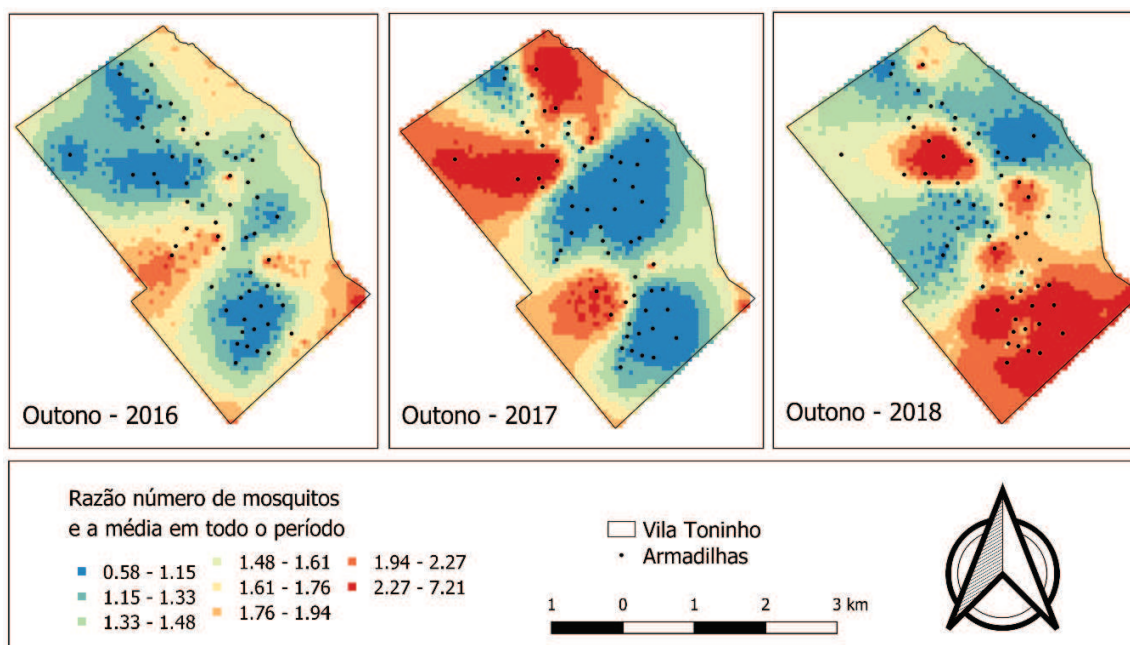 Outono - 2016
Outono - 2017
Outono - 2018
Razão número de mosquitos
e a média em todo o período
0.58 - 1.15
1.15 - 1.33
1.33 - 1.48
1.48 - 1.61
1.61 - 1.76
1.76 - 1.94
1.94 - 2.27
2.27 - 7.21
Vila Toninho
Armadilhas
1 0 1 2 3 km